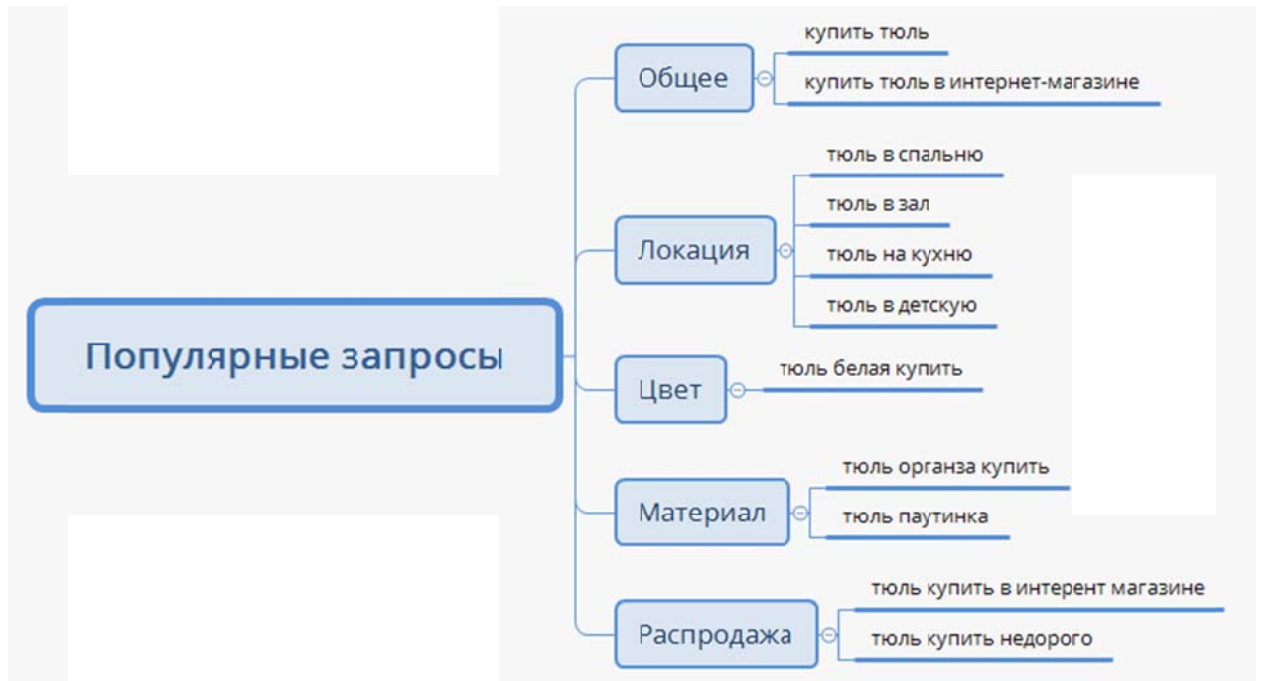 Популярные запросы
Общее
купить тюль
купить тюль в интернет-магазине
Локация
тюль в спальню
тюль в зал
тюль на кухню
тюль в детскую
Цвет
тюль белая купить
Материал
тюль органза купить
тюль паутинка
Распродажа
тюль купить в интерент магазине
тюль купить недорого